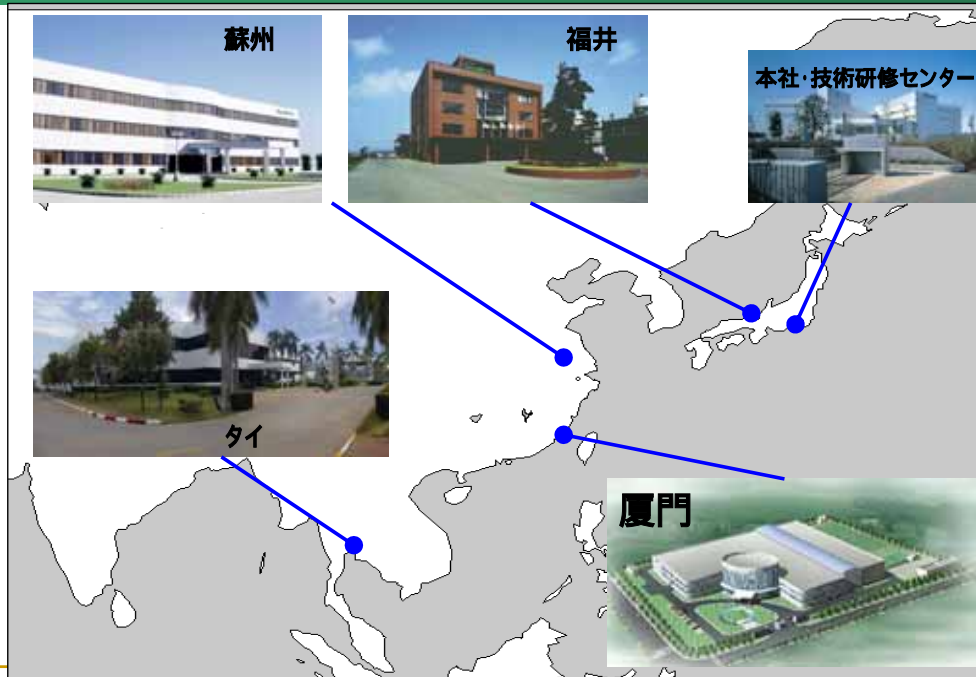 蘇州
福井
本社・技術研修センター
タイ
厦門